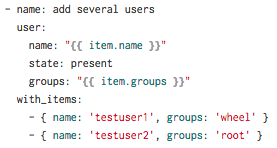 - name: add several users
  user:
    name: "{{ item.name }}"
    state: present
    groups: "{{ item.groups }}"
  with_items:
    - { name: 'testuser1', groups: 'wheel' }
    - { name: 'testuser2', groups: 'root' }